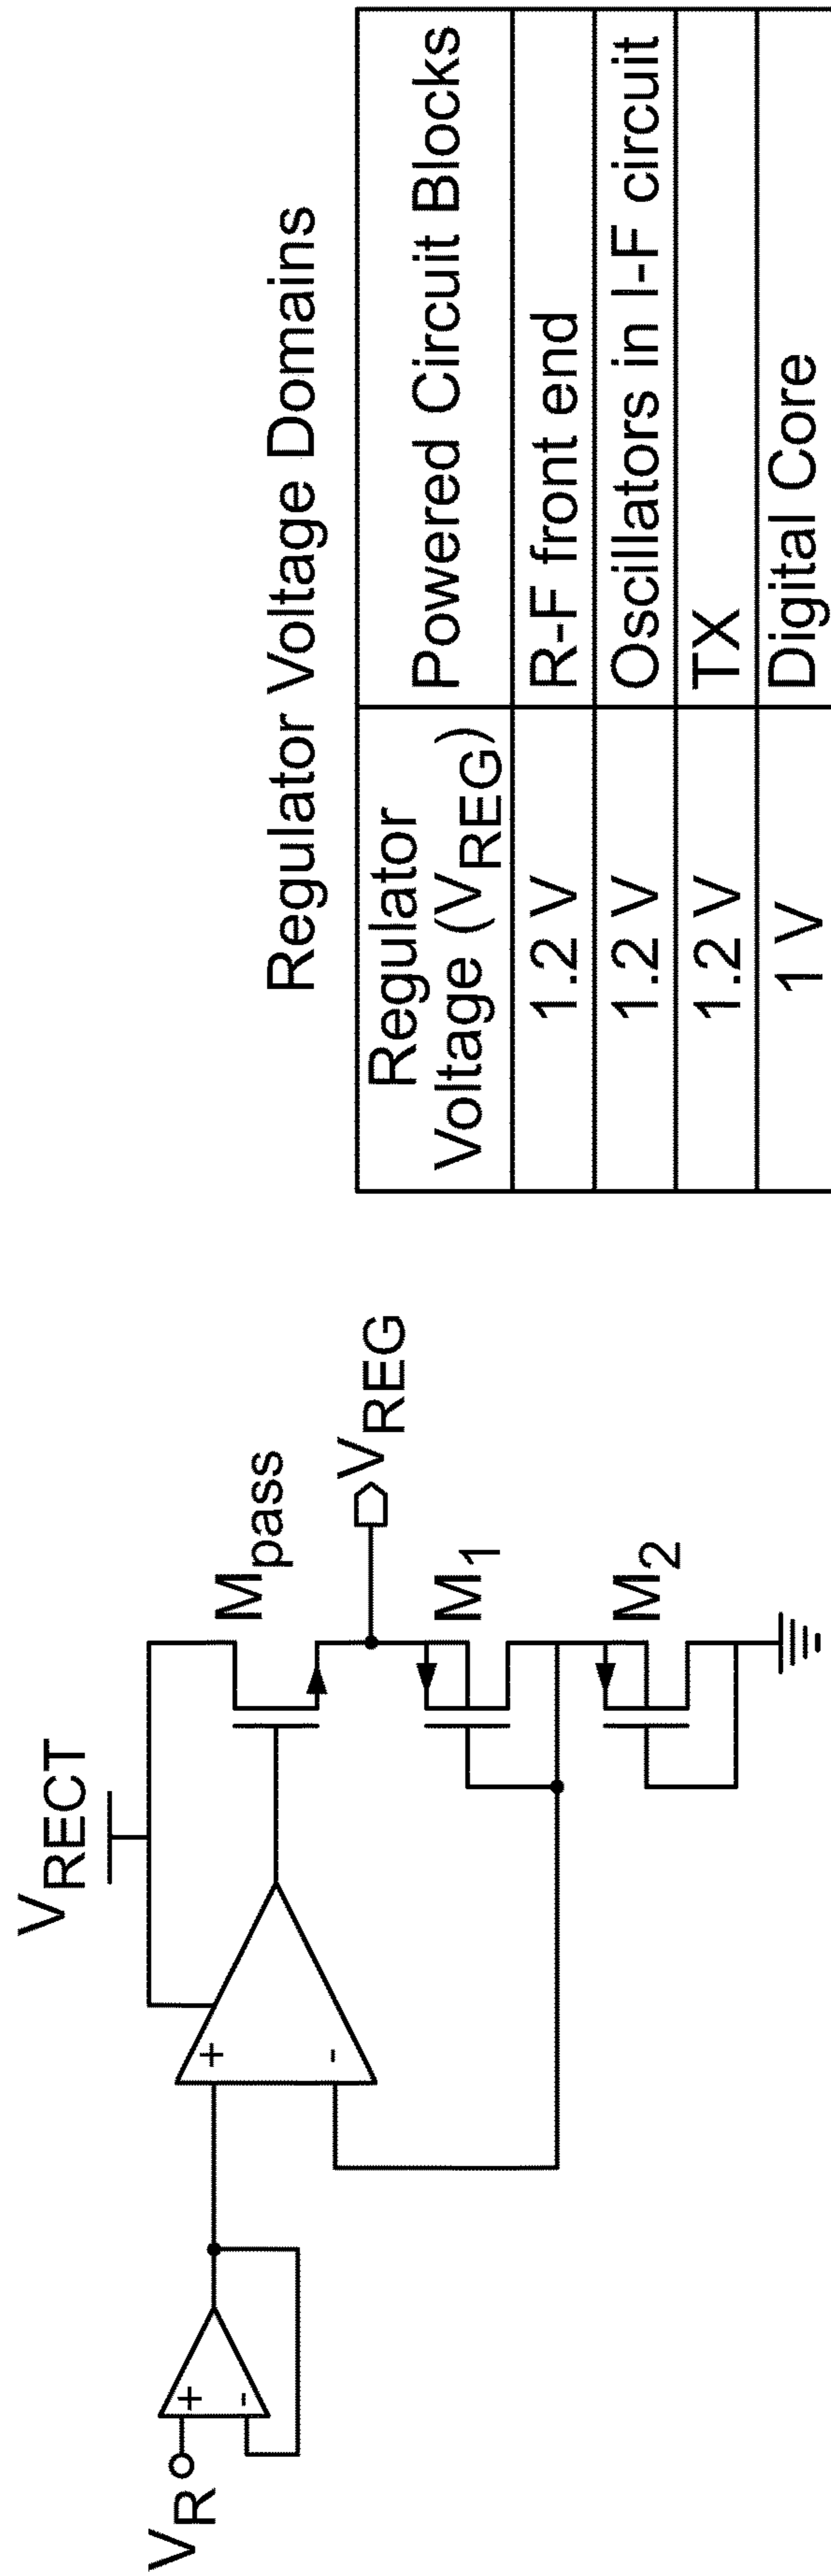 V_RECT
V_R
+
-
+
-
M_pass
V_REG
M_1
M_2
Regulator Voltage Domains
Regulator
Voltage (V_REG)
Powered Circuit Blocks
1.2 V
R-F front end
1.2 V
Oscillators in I-F circuit
1.2 V
TX
1 V
Digital Core